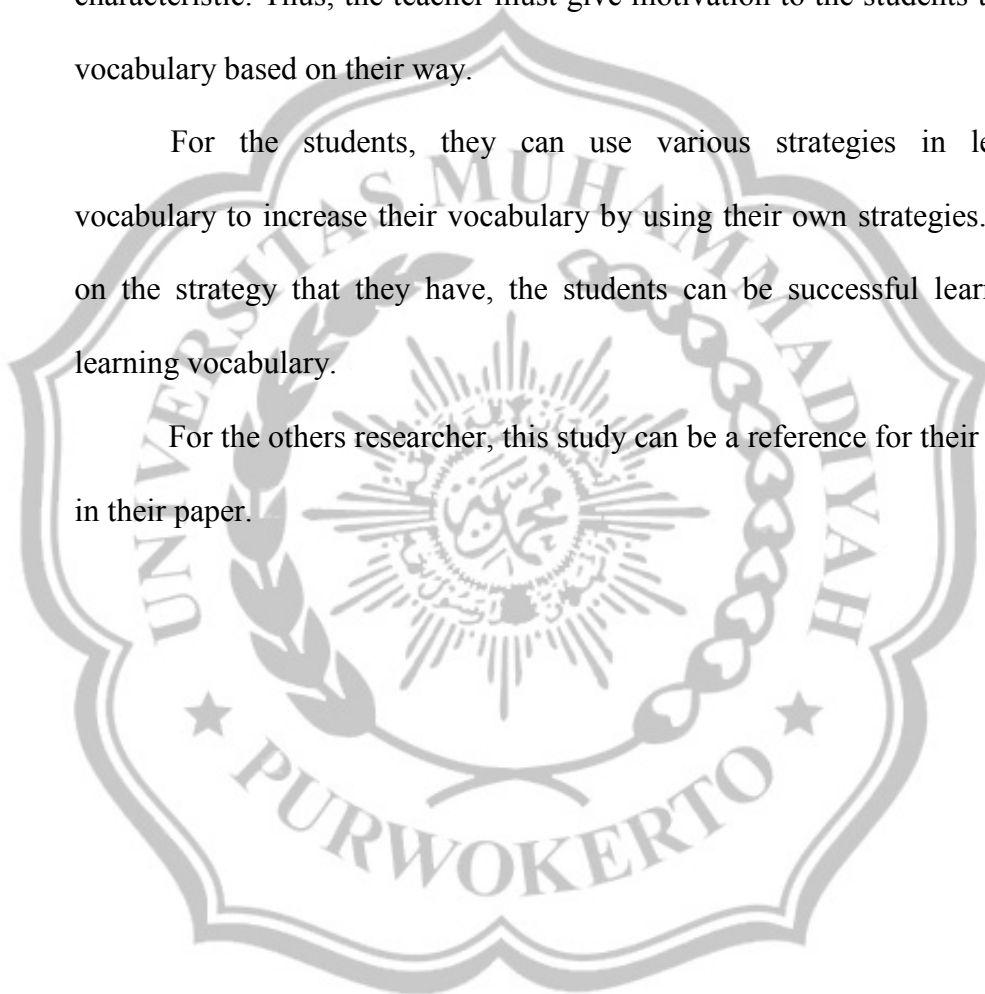 characteristic. Thus, the teacher must give motivation to the students
vocabulary based on their way.
For the students, they can use various strategies in le
vocabulary to increase their vocabulary by using their own strategies.
on the strategy that they have, the students can be successful lear
learning vocabulary.
For the others researcher, this study can be a reference for their
in their paper.
UNIVERSITAS MUHAMMADIYAH
PURWOKERTO